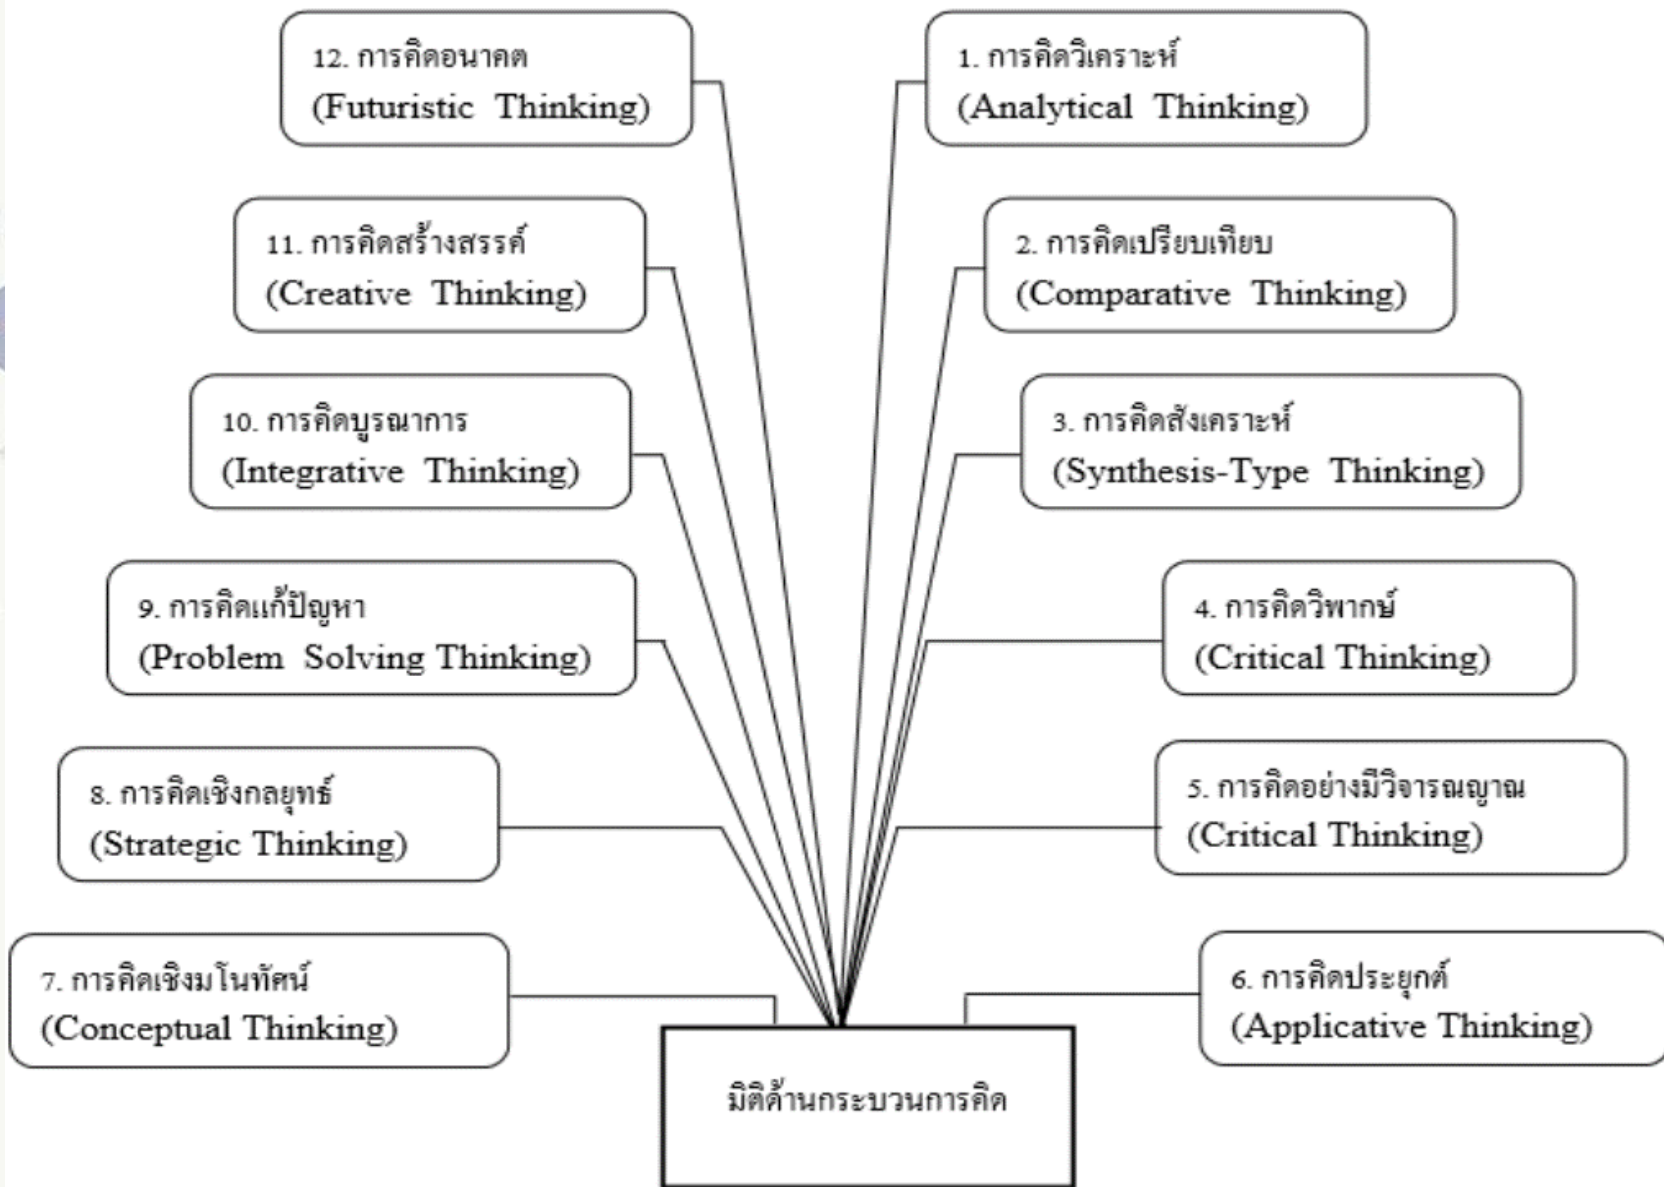 12. การคิดอนาคต
(Futuristic Thinking)
1. การคิดวิเคราะห์
(Analytical Thinking)
11. การคิดสร้างสรรค์
(Creative Thinking)
2. การคิดเปรียบเทียบ
(Comparative Thinking)
10. การคิดบูรณาการ
(Integrative Thinking)
3. การคิดสังเคราะห์
(Synthesis-Type Thinking)
9. การคิดแก้ปัญหา
(Problem Solving Thinking)
4. การคิดวิพากษ์
(Critical Thinking)
8. การคิดเชิงกลยุทธ์
(Strategic Thinking)
5. การคิดอย่างมีวิจารณญาณ
(Critical Thinking)
7. การคิดเชิงมโนทัศน์
(Conceptual Thinking)
6. การคิดประยุกต์
(Applicative Thinking)
มิติด้านกระบวนการคิด